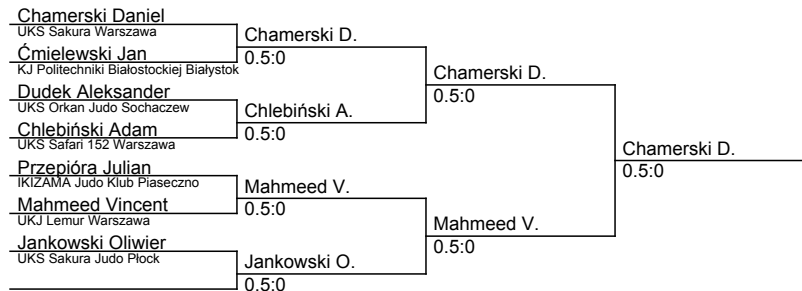 Chamerski Daniel
UKS Sakura Warszawa
Chamerski D.
Ćmielewski Jan
0.5:0
KJ Politechniki Białostockiej Białystok
Chamerski D.
Dudek Aleksander
0.5:0
UKS Orkan Judo Sochaczew
Chlebiński A.
Chlebiński Adam
0.5:0
UKS Safari 152 Warszawa
Chamerski D.
Przepióra Julian
0.5:0
IKIZAMA Judo Klub Piaseczno
Mahmeed V.
Mahmeed Vincent
0.5:0
UKJ Lemur Warszawa
Mahmeed V.
Jankowski Oliwier
0.5:0
UKS Sakura Judo Płock
Jankowski O.
0.5:0